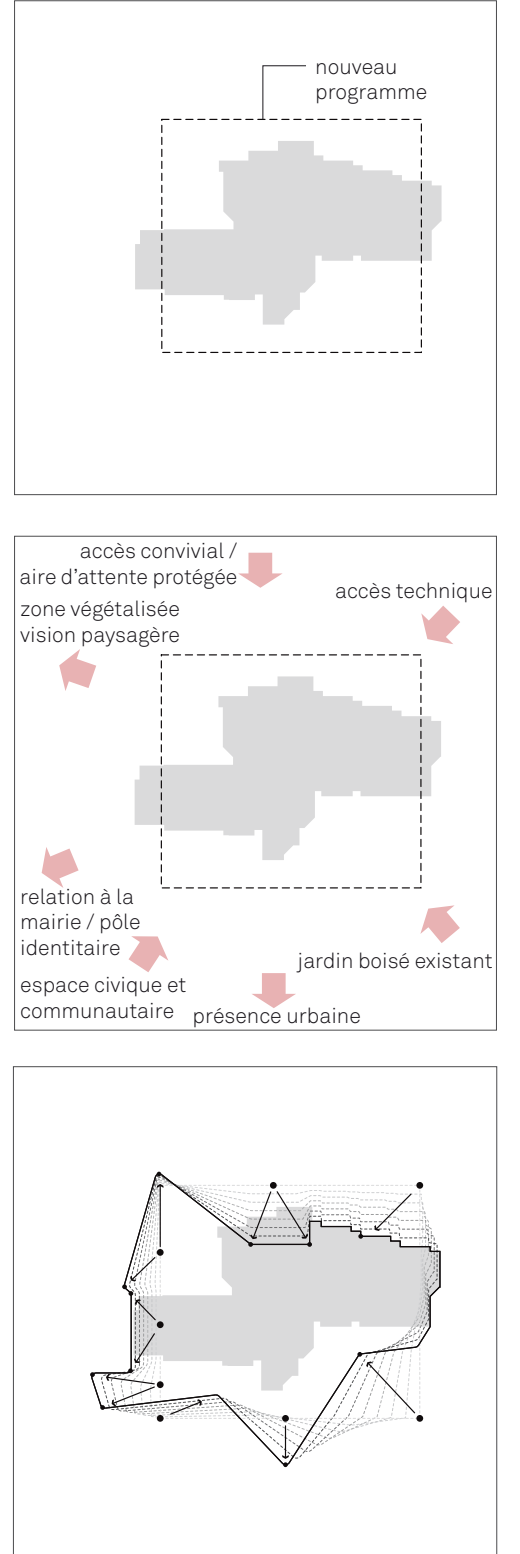 nouveau
programme
accès convivial /
aire d'attente protégée
accès technique
zone végétalisée
vision paysagère
relation à la
mairie / pôle
identitaire
jardin boisé existant
espace civique et
communautaire
présence urbaine